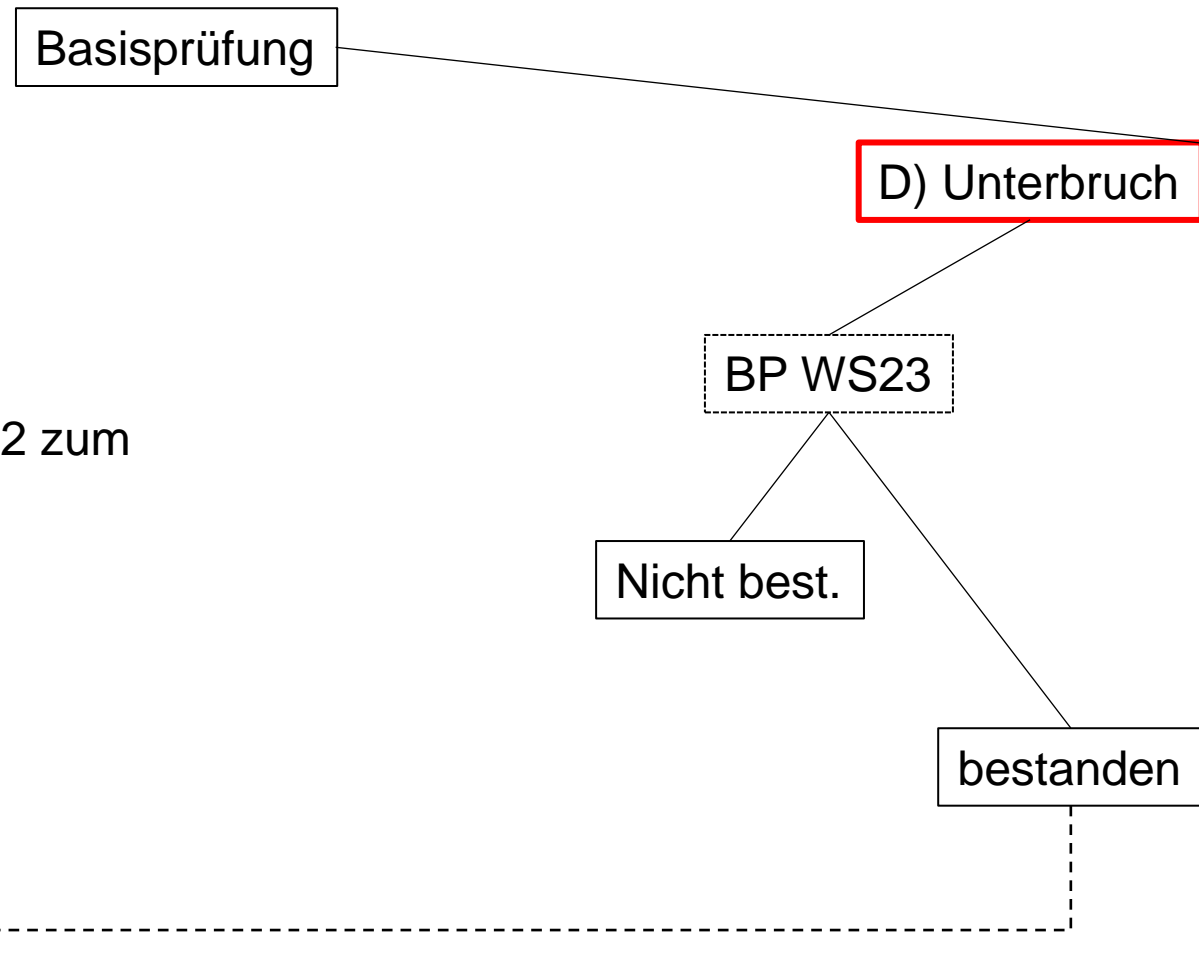 Basisprüfung
D) Unterbruch
BP WS23
2 zum
Nicht best.
bestanden